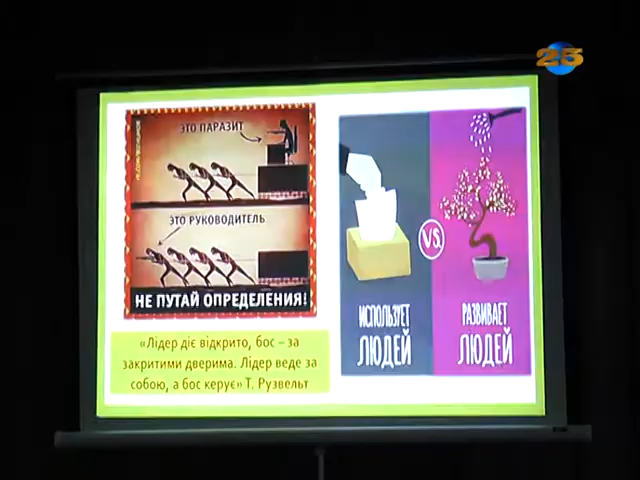 25
ЭТО ПАРАЗИТ
ЭТО РУКОВОДИТЕЛЬ
НЕ ПУТАЙ ОПРЕДЕЛЕНИЯ!
«Лідер діє відкрито, бос – за
закритими дверима. Лідер веде за
собою, а бос керує» Т. Рузвельт
VS.
ИСПОЛЬЗУЕТ
ЛЮДЕЙ
РАЗВИВАЕТ
ЛЮДЕЙ